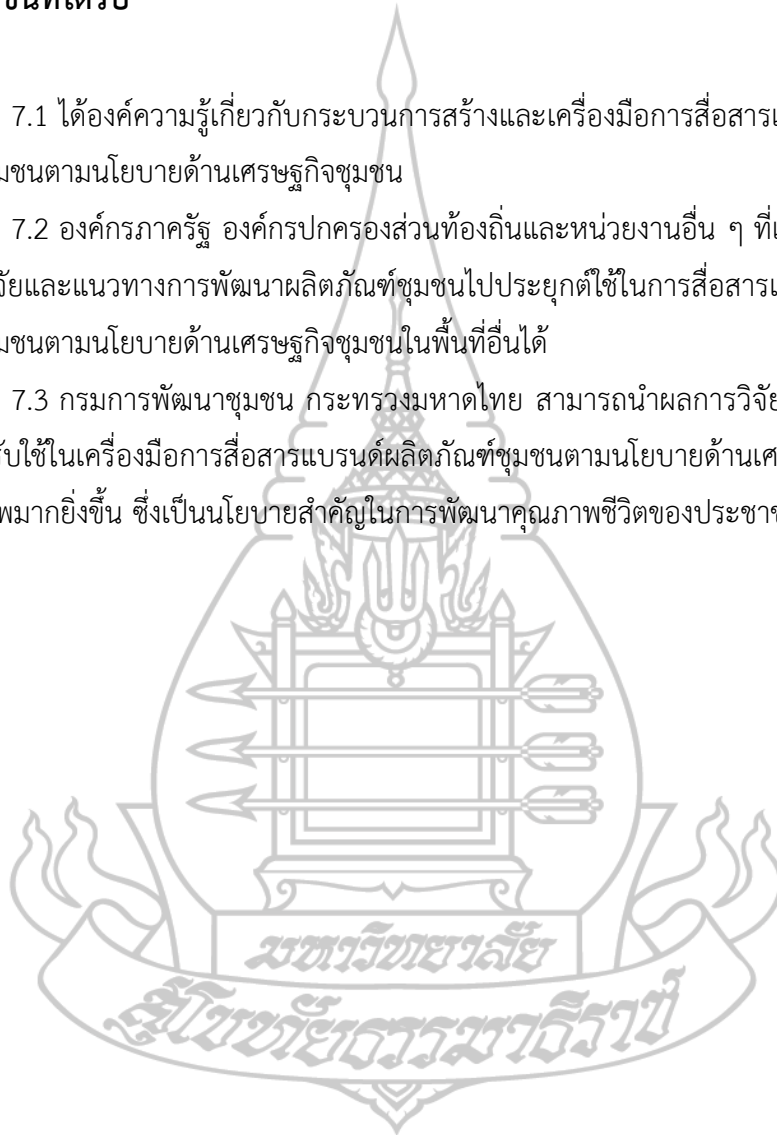 7.1 ได้องค์ความรู้เกี่ยวกับกระบวนการสร้างและเครื่องมือการสื่อสารแ
มชนตามนโยบายด้านเศรษฐกิจชุมชน
7.2 องค์กรภาครัฐ องค์กรปกครองส่วนท้องถิ่นและหน่วยงานอื่น ๆ ที่เ
จัยและแนวทางการพัฒนาผลิตภัณฑ์ชุมชนไปประยุกต์ใช้ในการสื่อสารแ
มชนตามนโยบายด้านเศรษฐกิจชุมชนในพื้นที่อื่นได้
7.3 กรมการพัฒนาชุมชน กระทรวงมหาดไทย สามารถนำผลการวิจัย
รับใช้ในเครื่องมือการสื่อสารแบรนด์ผลิตภัณฑ์ชุมชนตามนโยบายด้านเศ
พมากยิ่งขึ้น ซึ่งเป็นนโยบายสำคัญในการพัฒนาคุณภาพชีวิตของประชาช
มหาวิทยาลัย
สุโขทัยธรรมาธิราช